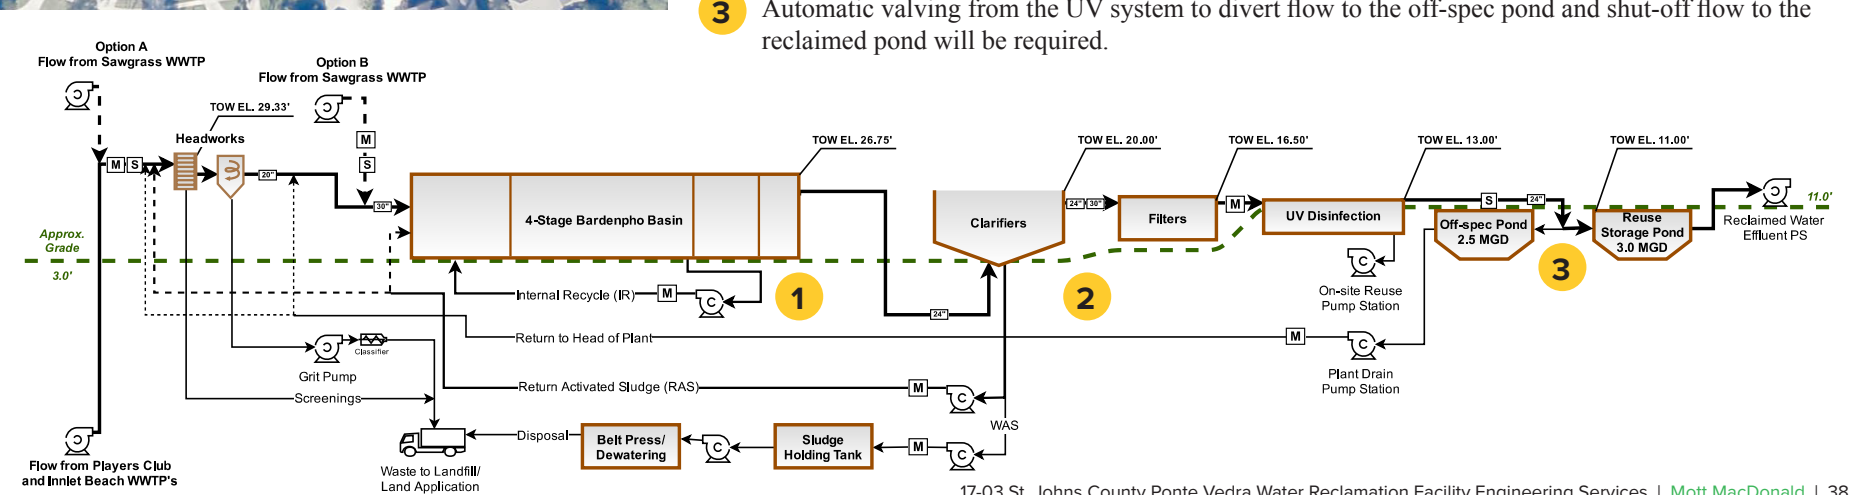 3 Automatic valving from the UV system to divert flow to the off-spec pond and shut-off flow to the
reclaimed pond will be required.
Option A
Flow from Sawgrass WWTP
Option B
Flow from Sawgrass WWTP
TOW EL. 29.33'
Headworks
M S
20"
M
S
30"
4-Stage Bardenpho Basin
TOW EL. 26.75'
TOW EL. 20.00'
Clarifiers
24" 30"
TOW EL. 16.50'
Filters
M
TOW EL. 13.00'
UV Disinfection
S
24"
TOW EL. 11.00'
Off-spec Pond
2.5 MGD
Reuse
Storage Pond
3.0 MGD
11.0'
Reclaimed Water
Effluent PS
Approx.
Grade
3.0'
1
2
3
C
On-site Reuse
Pump Station
Internal Recycle (IR)
M
C
24"
Return to Head of Plant
M
C
Plant Drain
Pump Station
Classifier
Grit Pump
Screenings
Return Activated Sludge (RAS)
M
C
WAS
Flow from Players Club
and Innlet Beach WWTP's
Waste to Landfill/
Land Application
Disposal
Belt Press/
Dewatering
C
Sludge
Holding Tank
M
C
17-03 St. Johns County Ponte Vedra Water Reclamation Facility Engineering Services | Mott MacDonald | 38